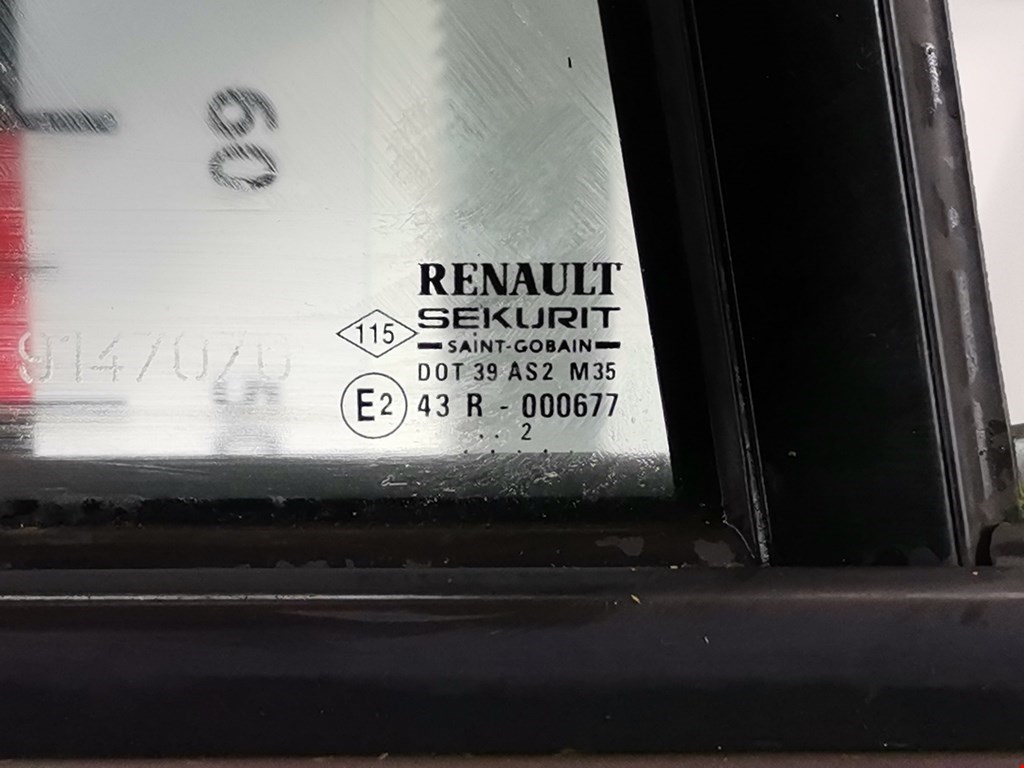 60
RENAULT
SEKURIT
115
SAINT-GOBAIN
DOT 39 AS2 M35
E2 43 R - 000677
. . 2
. . . . .